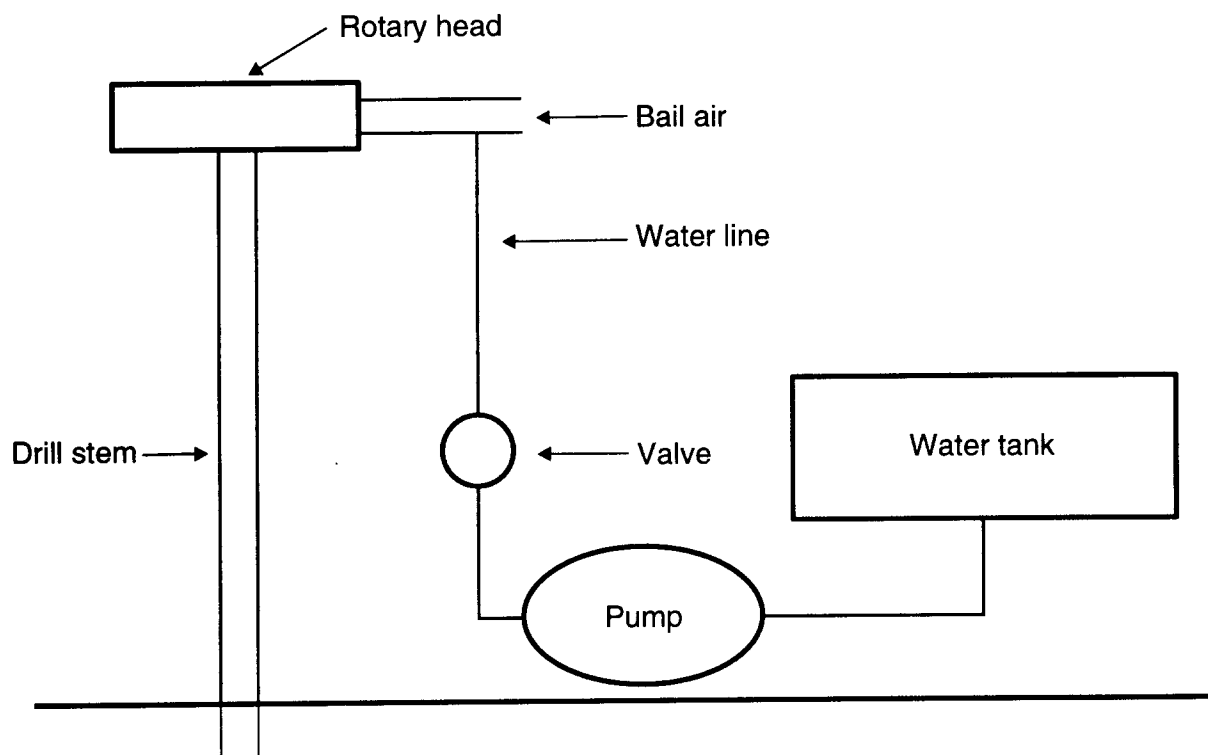 Rotary head
Bail air
Water line
Drill stem
Valve
Water tank
Pump